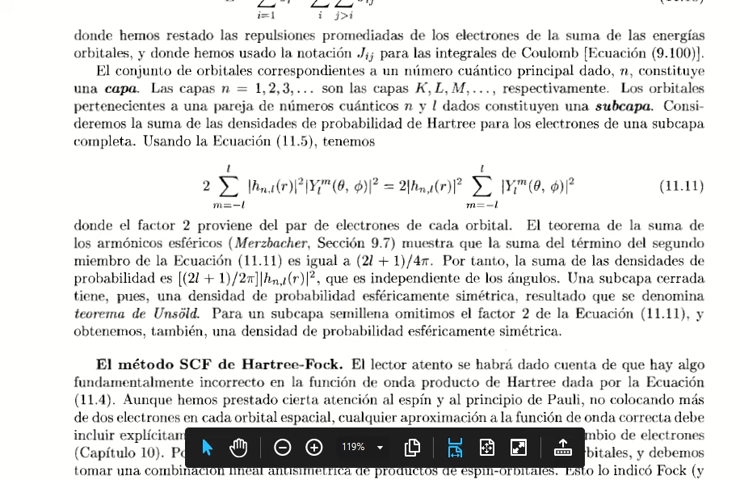 i=1 i j>i
donde hemos restado las repulsiones promediadas de los electrones de la suma de las energías
orbitales, y donde hemos usado la notación J_{ij} para las integrales de Coulomb [Ecuación (9.100)].
El conjunto de orbitales correspondientes a un número cuántico principal dado, n, constituye
una capa. Las capas n = 1, 2, 3, . . . son las capas K, L, M, . . . , respectivamente. Los orbitales
pertenecientes a una pareja de números cuánticos n y l dados constituyen una subcapa. Consi-
deremos la suma de las densidades de probabilidad de Hartree para los electrones de una subcapa
completa. Usando la Ecuación (11.5), tenemos
2 ∑_{m=−l}^{l} |h_{n,l}(r)|²|Y_l^m(θ, ϕ)|² = 2|h_{n,l}(r)|² ∑_{m=−l}^{l} |Y_l^m(θ, ϕ)|² (11.11)
donde el factor 2 proviene del par de electrones de cada orbital. El teorema de la suma de
los armónicos esféricos (Merzbacher, Sección 9.7) muestra que la suma del término del segundo
miembro de la Ecuación (11.11) es igual a (2l + 1)/4π. Por tanto, la suma de las densidades de
probabilidad es [(2l + 1)/2π]|h_{n,l}(r)|², que es independiente de los ángulos. Una subcapa cerrada
tiene, pues, una densidad de probabilidad esféricamente simétrica, resultado que se denomina
teorema de Unsöld. Para un subcapa semillena omitimos el factor 2 de la Ecuación (11.11), y
obtenemos, también, una densidad de probabilidad esféricamente simétrica.
El método SCF de Hartree-Fock. El lector atento se habrá dado cuenta de que hay algo
fundamentalmente incorrecto en la función de onda producto de Hartree dada por la Ecuación
(11.4). Aunque hemos prestado cierta atención al espín y al principio de Pauli, no colocando más
de dos electrones en cada orbital espacial, cualquier aproximación a la función de onda correcta debe
incluir explícitam mbio de electrones
(Capítulo 10). Po rbitales, y debemos
119%
tomar una combinación lineal antisimétrica de productos de espín-orbitales. Esto lo indicó Fock (y